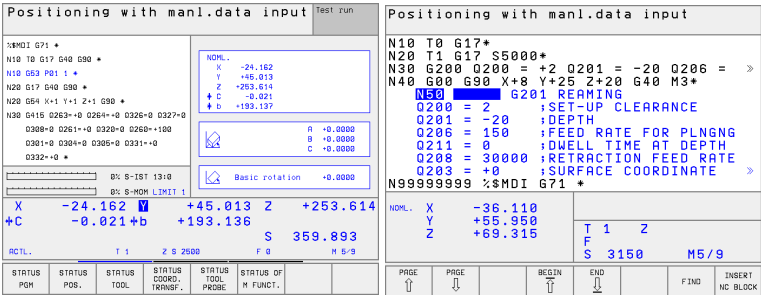 Positioning with manl.data input
Test run
%$MDI G71 *
N10 T0 G17 G40 G90 *
N10 G53 P01 1 *
N20 G17 G40 G90 *
N20 G54 X+1 Y+1 Z+1 G90 *
N30 G415 Q263=+0 Q264=+0 Q326=0 Q327=0
Q308=0 Q261=+0 Q320=0 Q260=+100
Q301=0 Q304=0 Q305=0 Q331=+0
Q332=+0 *
NOML.
X -24.162
Y +45.013
Z +253.614
C -0.021
b +193.137
A +0.0000
B +0.0000
C +0.0000
Basic rotation +0.0000
0% S-IST 13:0
0% S-MOM LIMIT 1
X -24.162 Y +45.013 Z +253.614
C -0.021 b +193.136
S 359.893
ACTL. T 1 Z S 2500 F 0 M 5/9
STATUS PGM
STATUS POS.
STATUS TOOL
STATUS COORD. TRANSF.
STATUS TOOL PROBE
STATUS OF M FUNCT.
Positioning with manl.data input
N10 T0 G17*
N20 T1 G17 S5000*
N30 G200 Q200 = +2 Q201 = -20 Q206 = »
N40 G00 G90 X+8 Y+25 Z+20 G40 M3*
N50 G201 REAMING
Q200 = 2 ;SET-UP CLEARANCE
Q201 = -20 ;DEPTH
Q206 = 150 ;FEED RATE FOR PLNGNG
Q211 = 0 ;DWELL TIME AT DEPTH
Q208 = 30000 ;RETRACTION FEED RATE
Q203 = +0 ;SURFACE COORDINATE »
N99999999 %$MDI G71 *
NOML. X -36.110
Y +55.950
Z +69.315
T 1 Z
F
S 3150 M5/9
PAGE
PAGE
BEGIN
END
FIND
INSERT NC BLOCK